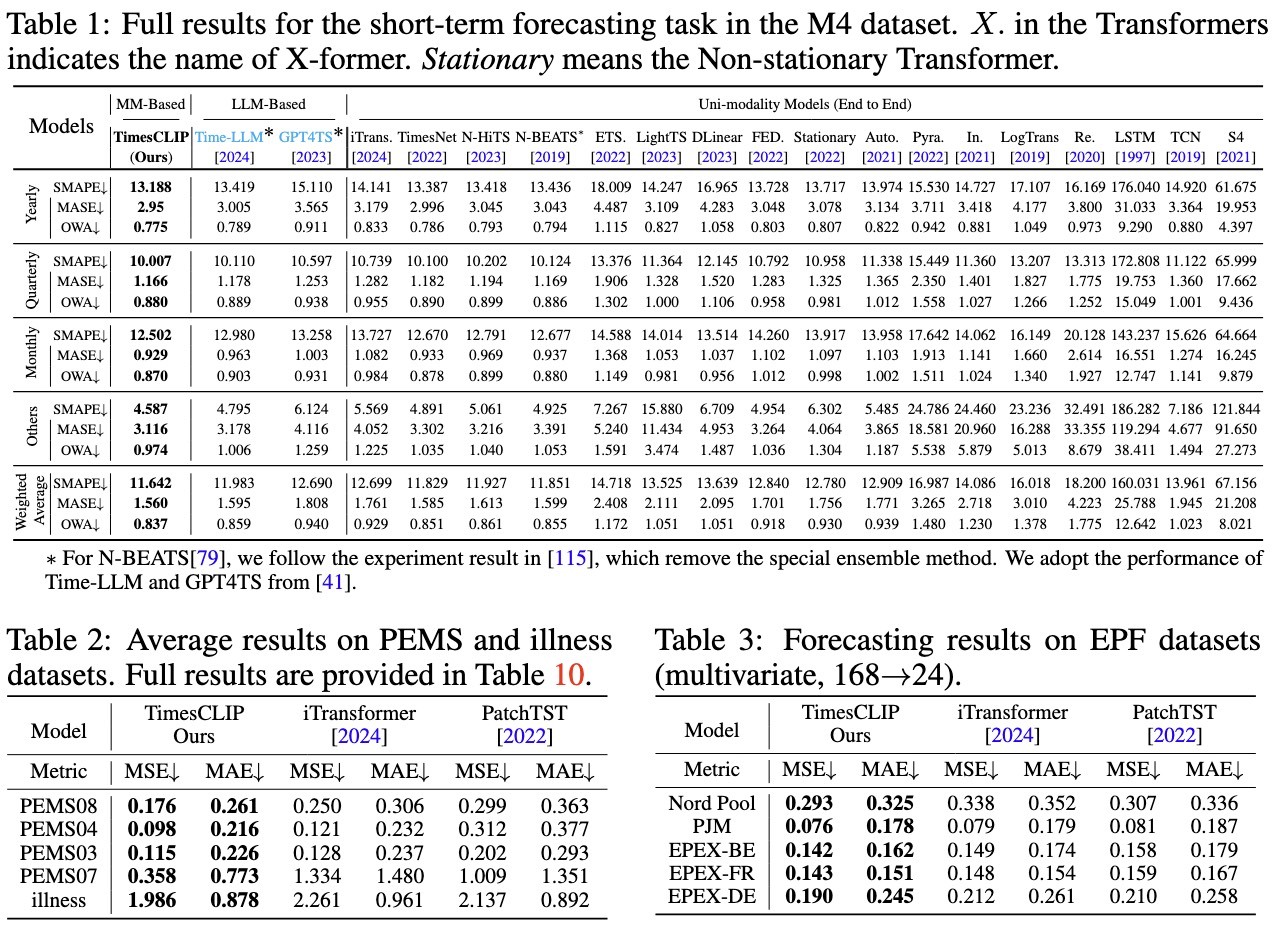 Table 1: Full results for the short-term forecasting task in the M4 dataset. X. in the Transformers
indicates the name of X-former. Stationary means the Non-stationary Transformer.
Models MM-Based LLM-Based Uni-modality Models (End to End)
TimesCLIP Time-LLM* GPT4TS* iTrans. TimesNet N-HiTS N-BEATS* ETS. LightTS DLinear FED. Stationary Auto. Pyra. In. LogTrans Re. LSTM TCN S4
(Ours) [2024] [2023] [2024] [2022] [2023] [2019] [2022] [2023] [2023] [2022] [2022] [2021] [2022] [2021] [2019] [2020] [1997] [2019] [2021]
Yearly
SMAPE↓ 13.188 13.419 15.110 14.141 13.387 13.418 13.436 18.009 14.247 16.965 13.728 13.717 13.974 15.530 14.727 17.107 16.169 176.040 14.920 61.675
MASE↓ 2.95 3.005 3.565 3.179 2.996 3.045 3.043 4.487 3.109 4.283 3.048 3.078 3.134 3.711 3.418 4.177 3.800 31.033 3.364 19.953
OWA↓ 0.775 0.789 0.911 0.833 0.786 0.793 0.794 1.115 0.827 1.058 0.803 0.807 0.822 0.942 0.881 1.049 0.973 9.290 0.880 4.397
Quarterly
SMAPE↓ 10.007 10.110 10.597 10.739 10.100 10.202 10.124 13.376 11.364 12.145 10.792 10.958 11.338 15.449 11.360 13.207 13.313 172.808 11.122 65.999
MASE↓ 1.166 1.178 1.253 1.282 1.182 1.194 1.169 1.906 1.328 1.520 1.283 1.325 1.365 2.350 1.401 1.827 1.775 19.753 1.360 17.662
OWA↓ 0.880 0.889 0.938 0.955 0.890 0.899 0.886 1.302 1.000 1.106 0.958 0.981 1.012 1.558 1.027 1.266 1.252 15.049 1.001 9.436
Monthly
SMAPE↓ 12.502 12.980 13.258 13.727 12.670 12.791 12.677 14.588 14.014 13.514 14.260 13.917 13.958 17.642 14.062 16.149 20.128 143.237 15.626 64.664
MASE↓ 0.929 0.963 1.003 1.082 0.933 0.969 0.937 1.368 1.053 1.037 1.102 1.097 1.103 1.913 1.141 1.660 2.614 16.551 1.274 16.245
OWA↓ 0.870 0.903 0.931 0.984 0.878 0.899 0.880 1.149 0.981 0.956 1.012 0.998 1.002 1.511 1.024 1.340 1.927 12.747 1.141 9.879
Others
SMAPE↓ 4.587 4.795 6.124 5.569 4.891 5.061 4.925 7.267 15.880 6.709 4.954 6.302 5.485 24.786 24.460 23.236 32.491 186.282 7.186 121.844
MASE↓ 3.116 3.178 4.116 4.052 3.302 3.216 3.391 5.240 11.434 4.953 3.264 4.064 3.865 18.581 20.960 16.288 33.355 119.294 4.677 91.650
OWA↓ 0.974 1.006 1.259 1.225 1.035 1.040 1.053 1.591 3.474 1.487 1.036 1.304 1.187 5.538 5.879 5.013 8.679 38.411 1.494 27.273
Weighted
Average
SMAPE↓ 11.642 11.983 12.690 12.699 11.829 11.927 11.851 14.718 13.525 13.639 12.840 12.780 12.909 16.987 14.086 16.018 18.200 160.031 13.961 67.156
MASE↓ 1.560 1.595 1.808 1.761 1.585 1.613 1.599 2.408 2.111 2.095 1.701 1.756 1.771 3.265 2.718 3.010 4.223 25.788 1.945 21.208
OWA↓ 0.837 0.859 0.940 0.929 0.851 0.861 0.855 1.172 1.051 1.051 0.918 0.930 0.939 1.480 1.230 1.378 1.775 12.642 1.023 8.021
* For N-BEATS[79], we follow the experiment result in [115], which remove the special ensemble method. We adopt the performance of
Time-LLM and GPT4TS from [41].
Table 2: Average results on PEMS and illness
datasets. Full results are provided in Table 10.
Model TimesCLIP iTransformer PatchTST
Ours [2024] [2022]
Metric MSE↓ MAE↓ MSE↓ MAE↓ MSE↓ MAE↓
PEMS08 0.176 0.261 0.250 0.306 0.299 0.363
PEMS04 0.098 0.216 0.121 0.232 0.312 0.377
PEMS03 0.115 0.226 0.128 0.237 0.202 0.293
PEMS07 0.358 0.773 1.334 1.480 1.009 1.351
illness 1.986 0.878 2.261 0.961 2.137 0.892
Table 3: Forecasting results on EPF datasets
(multivariate, 168→24).
Model TimesCLIP iTransformer PatchTST
Ours [2024] [2022]
Metric MSE↓ MAE↓ MSE↓ MAE↓ MSE↓ MAE↓
Nord Pool 0.293 0.325 0.338 0.352 0.307 0.336
PJM 0.076 0.178 0.079 0.179 0.081 0.187
EPEX-BE 0.142 0.162 0.149 0.174 0.158 0.179
EPEX-FR 0.143 0.151 0.148 0.154 0.159 0.167
EPEX-DE 0.190 0.245 0.212 0.261 0.210 0.258